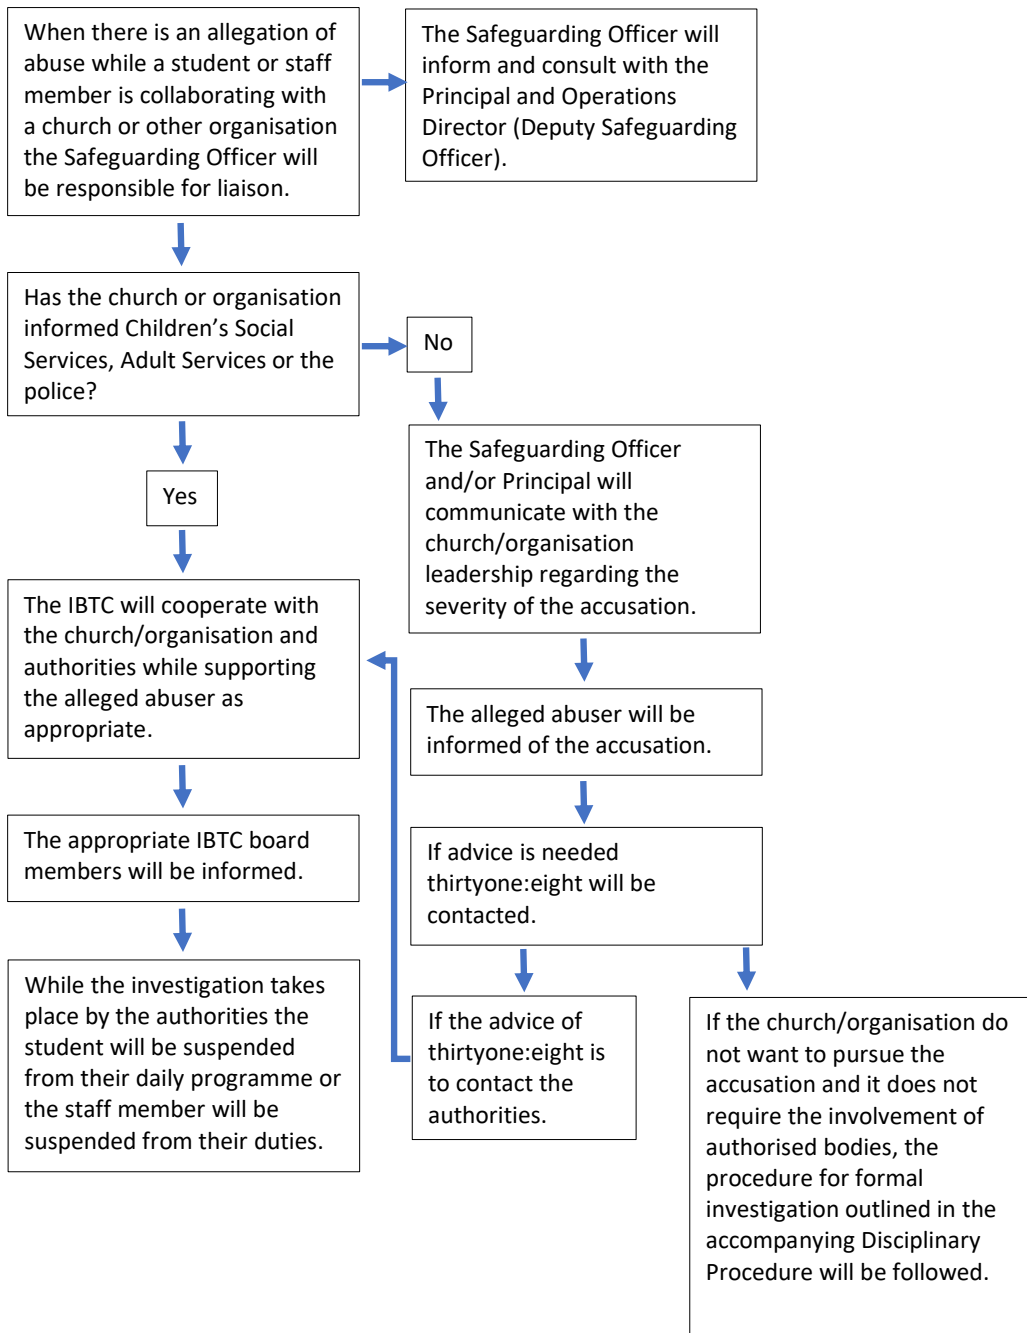 When there is an allegation of
abuse while a student or staff
member is collaborating with
a church or other organisation
the Safeguarding Officer will
be responsible for liaison.
The Safeguarding Officer will
inform and consult with the
Principal and Operations
Director (Deputy Safeguarding
Officer).
Has the church or organisation
informed Children’s Social
Services, Adult Services or the
police?
No
Yes
The Safeguarding Officer
and/or Principal will
communicate with the
church/organisation
leadership regarding the
severity of the accusation.
The IBTC will cooperate with
the church/organisation and
authorities while supporting
the alleged abuser as
appropriate.
The alleged abuser will be
informed of the accusation.
The appropriate IBTC board
members will be informed.
If advice is needed
thirtyone:eight will be
contacted.
While the investigation takes
place by the authorities the
student will be suspended
from their daily programme or
the staff member will be
suspended from their duties.
If the advice of
thirtyone:eight is
to contact the
authorities.
If the church/organisation do
not want to pursue the
accusation and it does not
require the involvement of
authorised bodies, the
procedure for formal
investigation outlined in the
accompanying Disciplinary
Procedure will be followed.